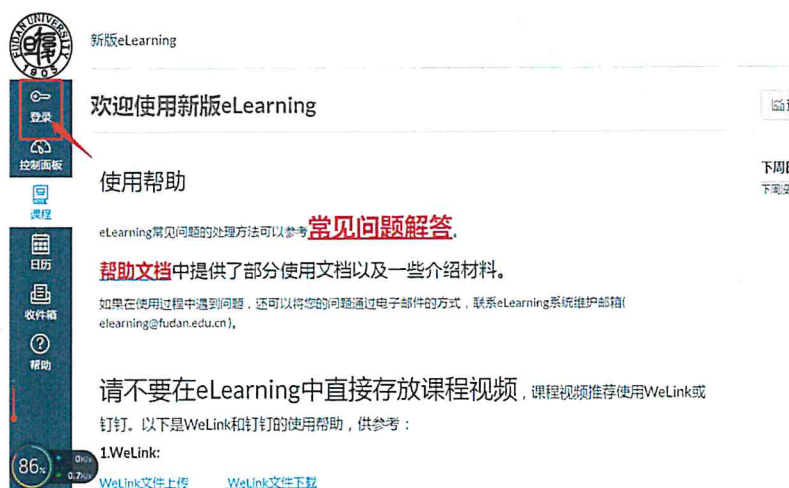 FUDAN UNIVERSITY
1905
新版eLearning
登录
控制面板
课程
日历
收件箱
帮助
欢迎使用新版eLearning
使用帮助
eLearning常见问题的处理方法可以参考常见问题解答。
帮助文档中提供了部分使用文档以及一些介绍材料。
如果在使用过程中遇到问题，还可以将您的问题通过电子邮件的方式，联系eLearning系统维护邮箱(
elearning@fudan.edu.cn)。
请不要在eLearning中直接存放课程视频，课程视频推荐使用WeLink或
钉钉。以下是WeLink和钉钉的使用帮助，供参考：
1.WeLink:
WeLink文件上传 WeLink文件下载
下周
下周没
86%
0K/s
0.7K/s